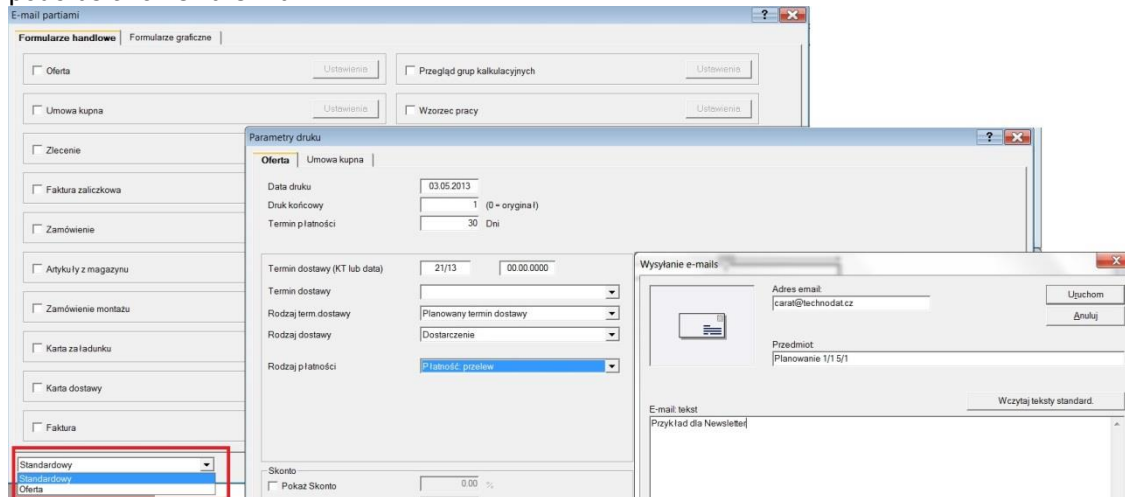 E-mail partiami
Formularze handlowe Formularze graficzne
Oferta Ustawienia Przegląd grup kalkulacyjnych Ustawienia
Umowa kupna Ustawienia Wzorzec pracy Ustawienia
Zlecenie
Faktura zaliczkowa
Zamówienie
Artykuły z magazynu
Zamówienie montażu
Karta załadunku
Karta dostawy
Faktura
Standardowy
Standardowy
Oferta
Parametry druku
Oferta Umowa kupna
Data druku 03.05.2013
Druk końcowy 1 (0 = oryginał)
Termin płatności 30 Dni
Termin dostawy (KT lub data) 21/13 00.00.0000
Termin dostawy
Rodzaj term.dostawy Planowany termin dostawy
Rodzaj dostawy Dostarczenie
Rodzaj płatności Płatność: przelew
Skonto
Pokaż Skonto 0.00 %
Wysyłanie e-mails
Adres email:
carat@technodat.cz
Uruchom
Anuluj
Przedmiot:
Planowanie 1/1 5/1
Wczytaj teksty standard.
E-mail: tekst
Przykład dla Newsletter